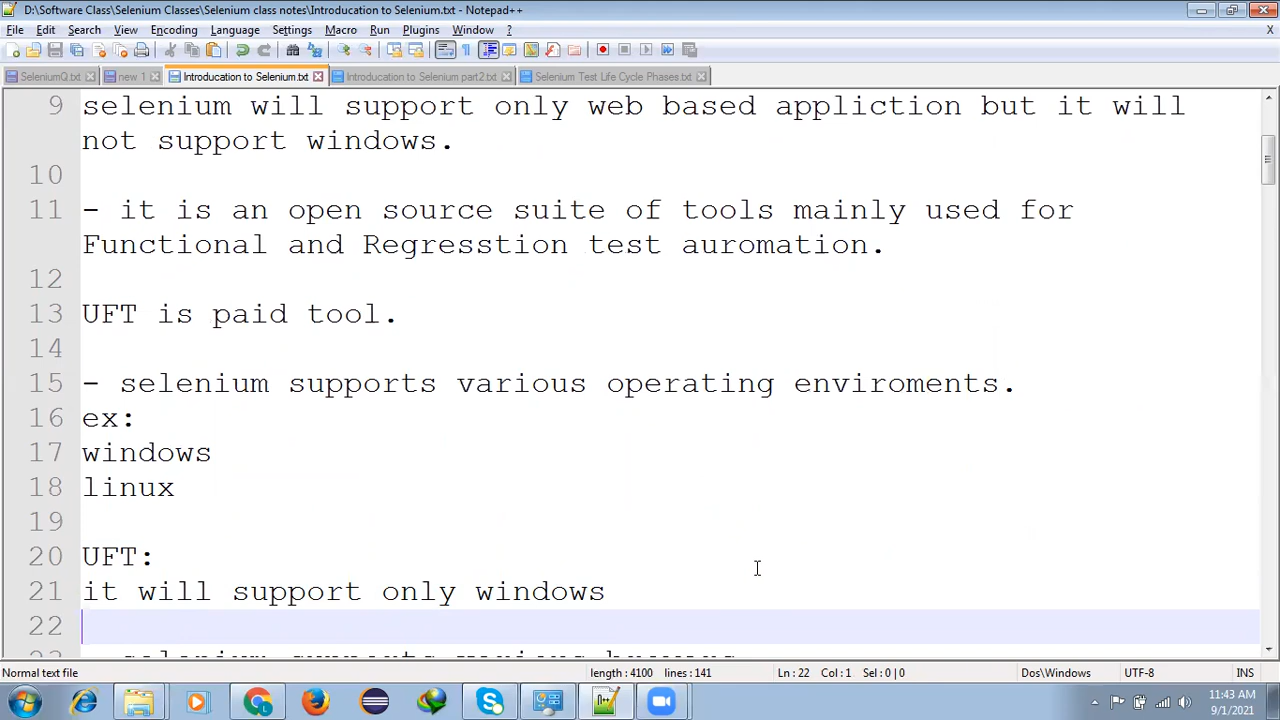 D:\Software Class\Selenium Classes\Selenium class notes\Introducation to Selenium.txt - Notepad++
File Edit Search View Encoding Language Settings Macro Run Plugins Window ? X
SeleniumQ.txt new 1 Introducation to Selenium.txt Introducation to Selenium part2.txt Selenium Test Life Cycle Phases.txt
9 selenium will support only web based appliction but it will
not support windows.
10
11 - it is an open source suite of tools mainly used for
Functional and Regresstion test auromation.
12
13 UFT is paid tool.
14
15 - selenium supports various operating enviroments.
16 ex:
17 windows
18 linux
19
20 UFT:
21 it will support only windows
22
Normal text file length : 4100 lines : 141 Ln : 22 Col : 1 Sel : 0 | 0 Dos\Windows UTF-8 INS
11:43 AM
9/1/2021